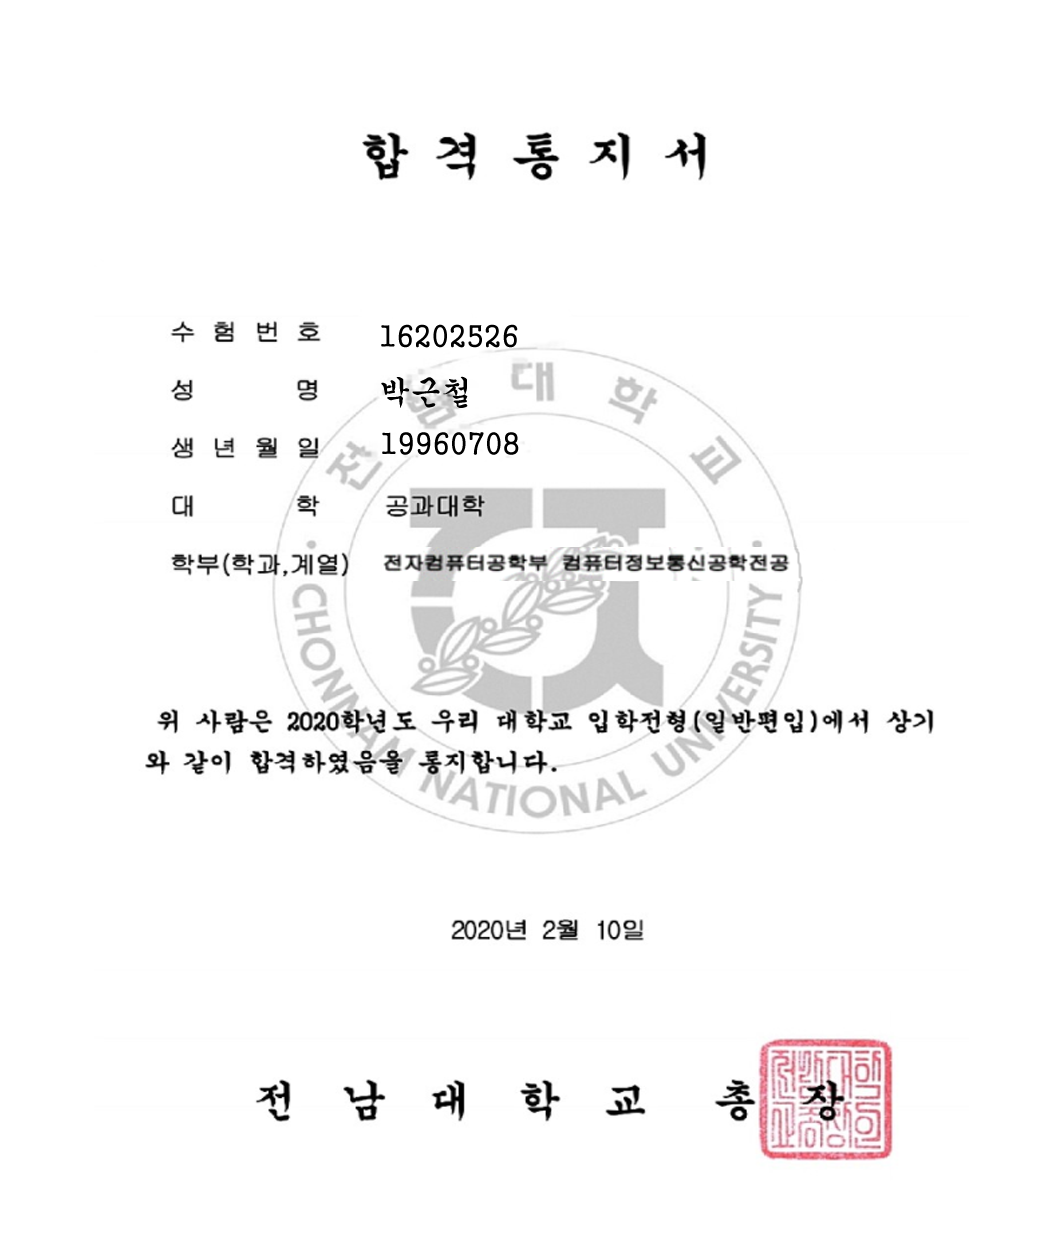 합격통지서
수험번호 16202526
성명 박근철
생년월일 19960708
대학 공과대학
학부(학과,계열) 전자컴퓨터공학부 컴퓨터정보통신공학전공
전남대학교
CHONNAM NATIONAL UNIVERSITY
위 사람은 2020학년도 우리 대학교 입학전형(일반편입)에서 상기
와 같이 합격하였음을 통지합니다.
2020년 2월 10일
전남대학교총장
전남대학
교총장인